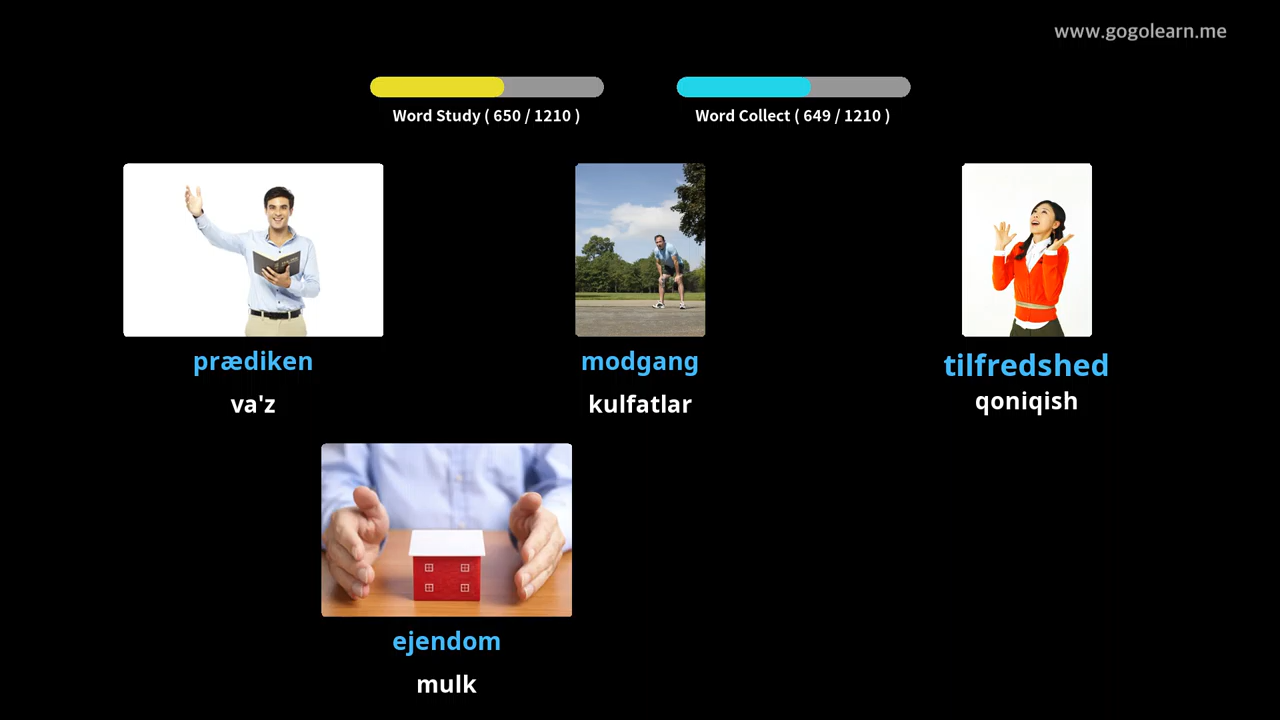 www.gogolearn.me
Word Study ( 650 / 1210 )
Word Collect ( 649 / 1210 )
prædiken
va'z
modgang
kulfatlar
tilfredshed
qoniqish
ejendom
mulk